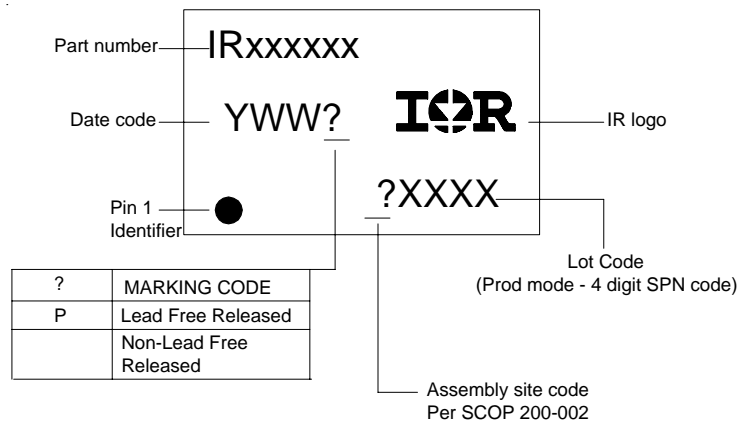 Part number
IRxxxxxx
Date code
YWW?
IOR
IR logo
?XXXX
Pin 1
Identifier
Lot Code
(Prod mode - 4 digit SPN code)
? MARKING CODE
P Lead Free Released
Non-Lead Free
Released
Assembly site code
Per SCOP 200-002